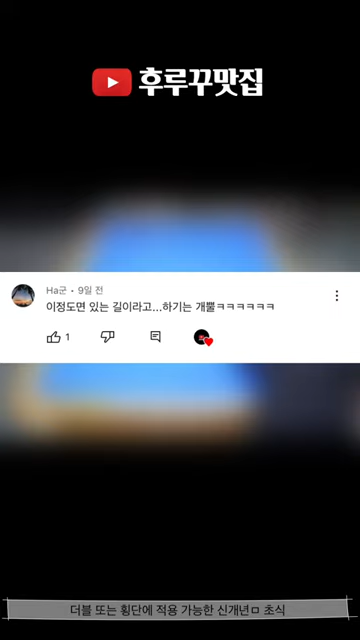 후루꾸맛집
Ha군 • 9일 전
이정도면 있는 길이라고...하기는 개뿔ㅋㅋㅋㅋㅋㅋ
1
더블 또는 횡단에 적용 가능한 신개년ㅁ 초식